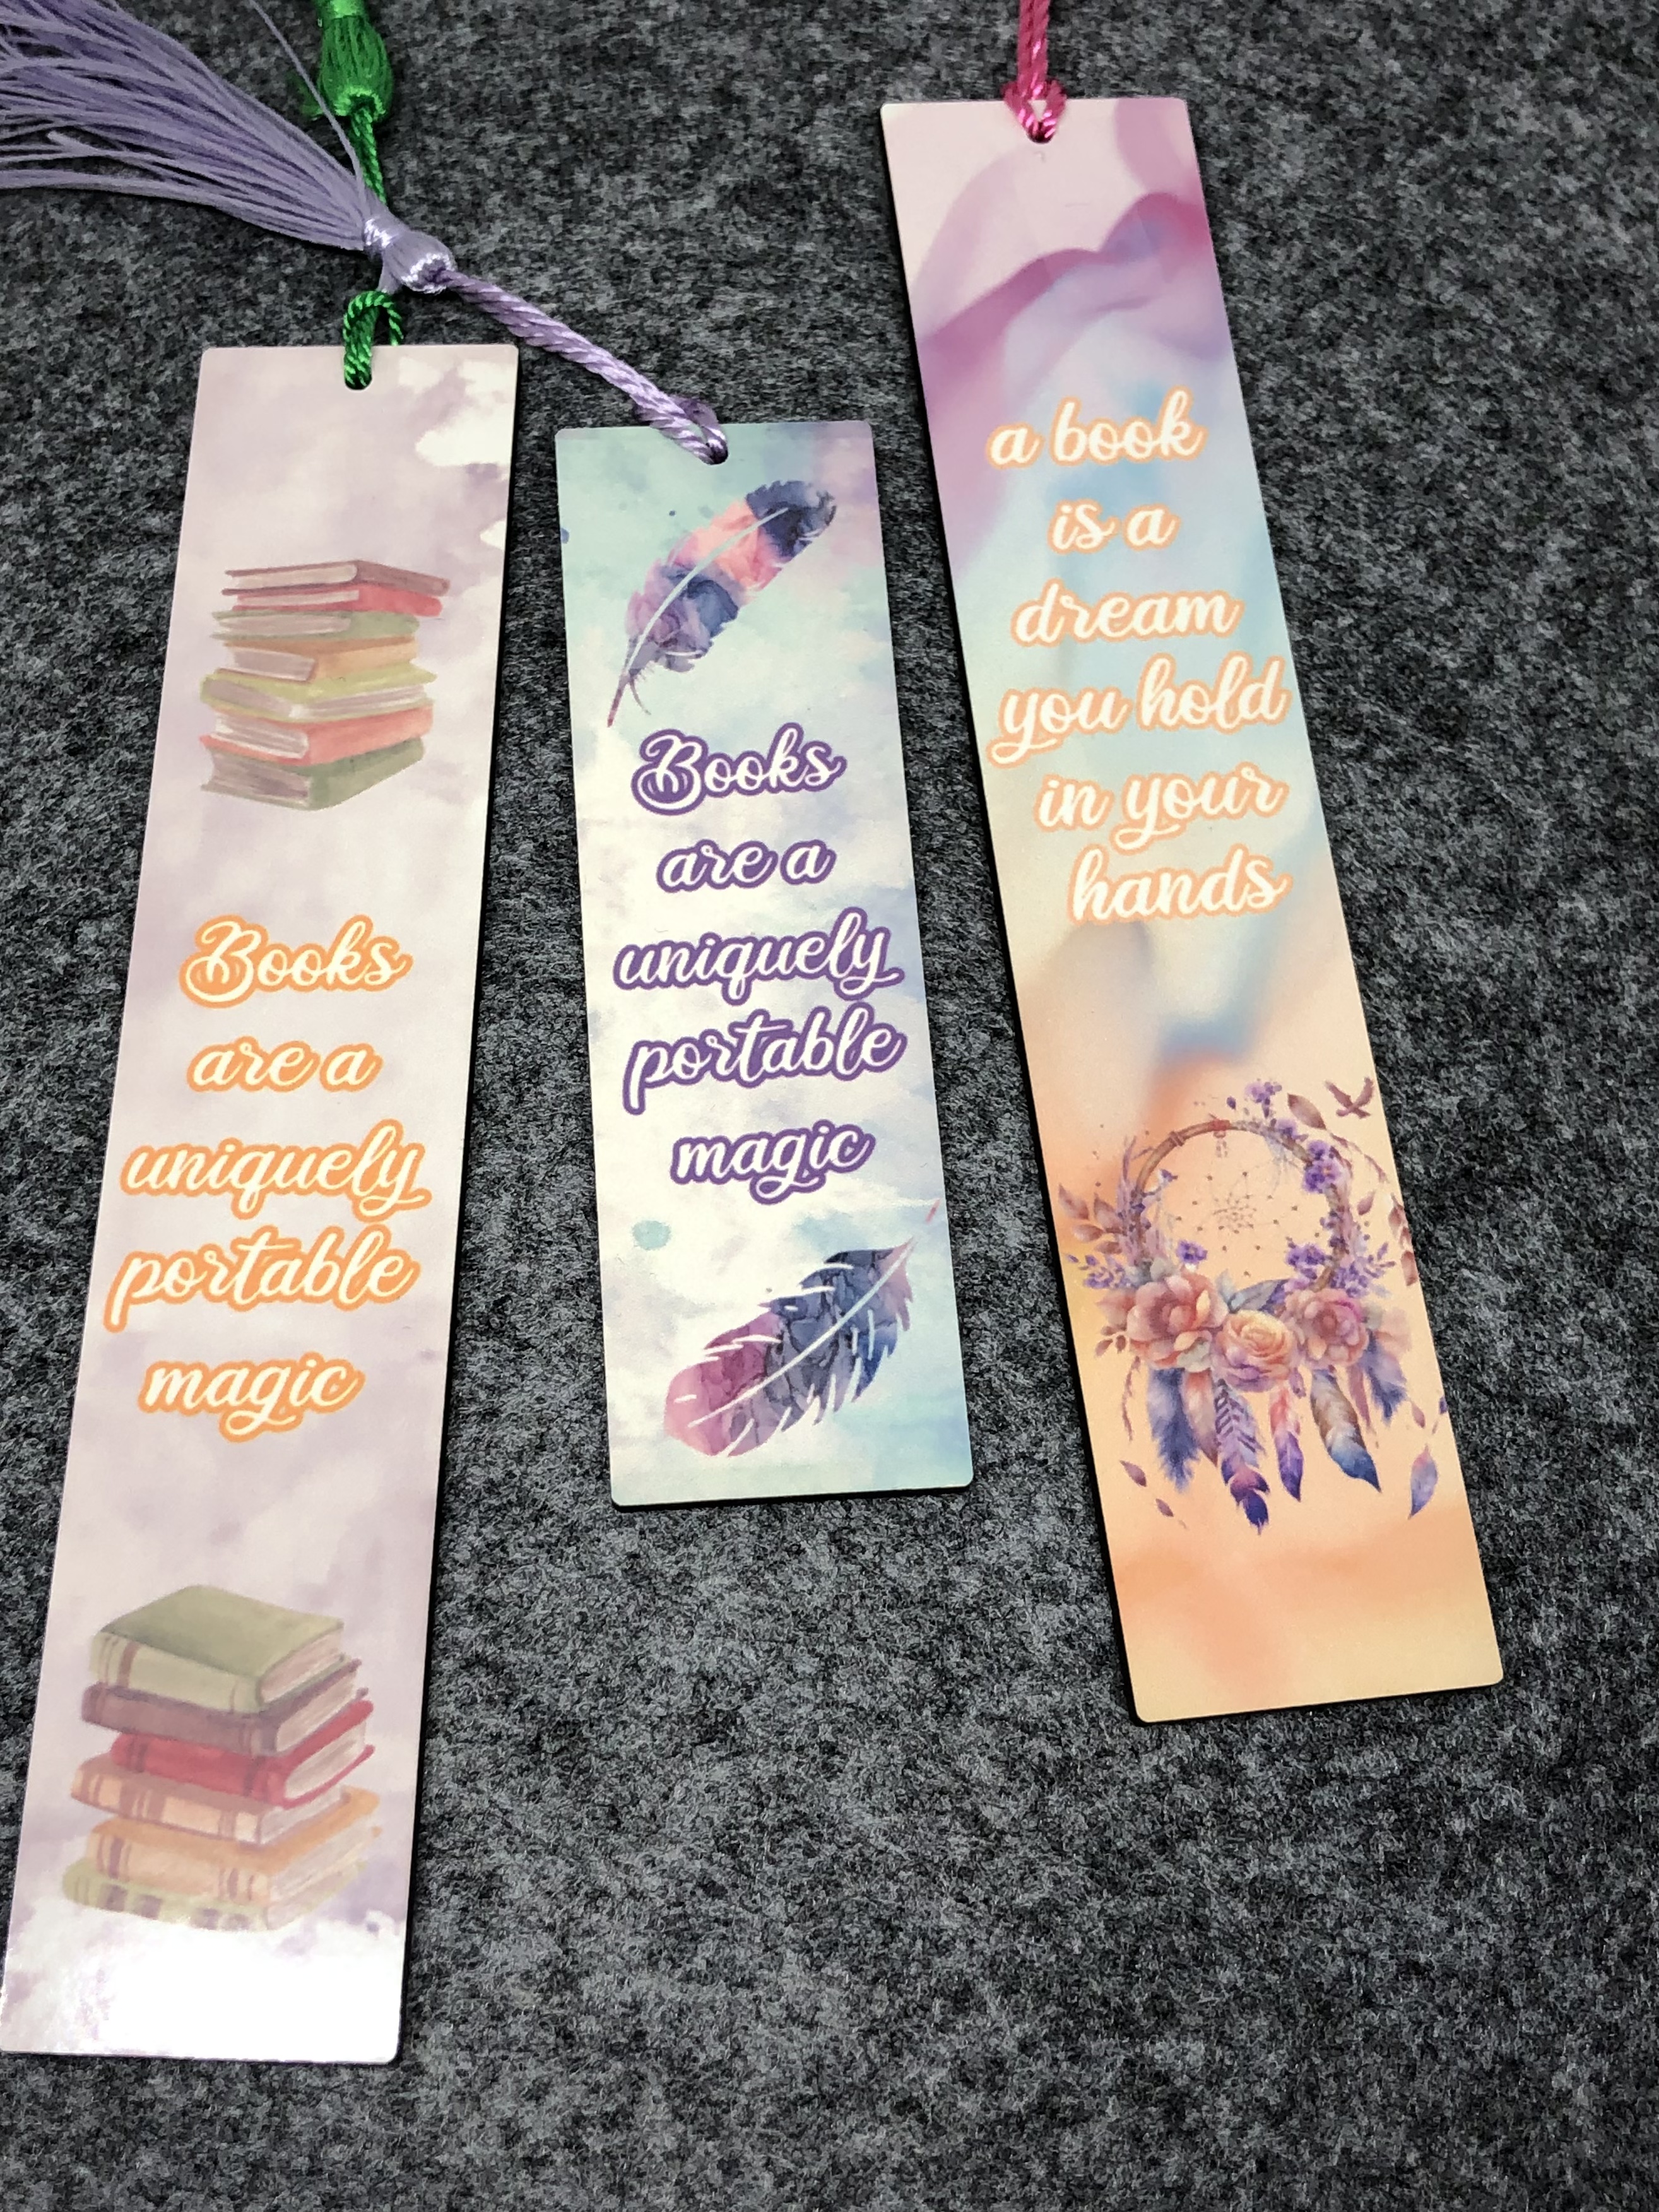 Books
are a
uniquely
portable
magic
Books
are a
uniquely
portable
magic
a book
is a
dream
you hold
in your
hands